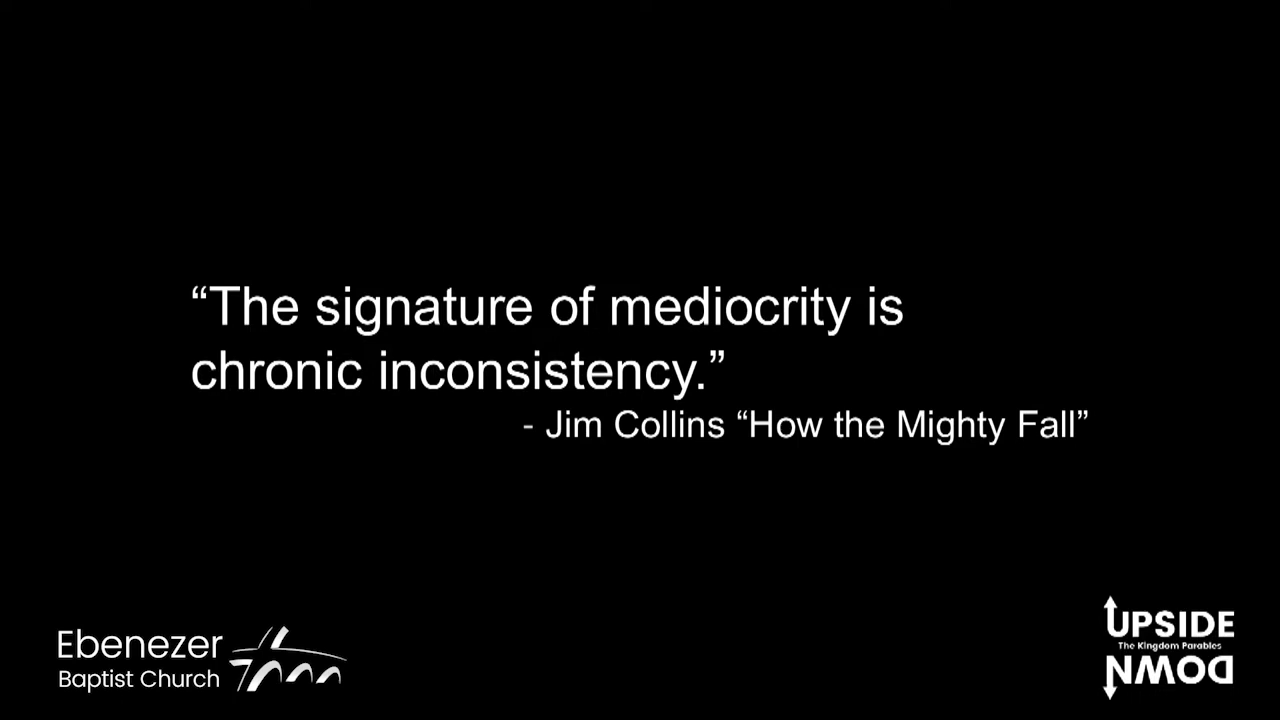 “The signature of mediocrity is
chronic inconsistency.”
- Jim Collins “How the Mighty Fall”
Ebenezer
Baptist Church
UPSIDE
The Kingdom Parables
DOWN